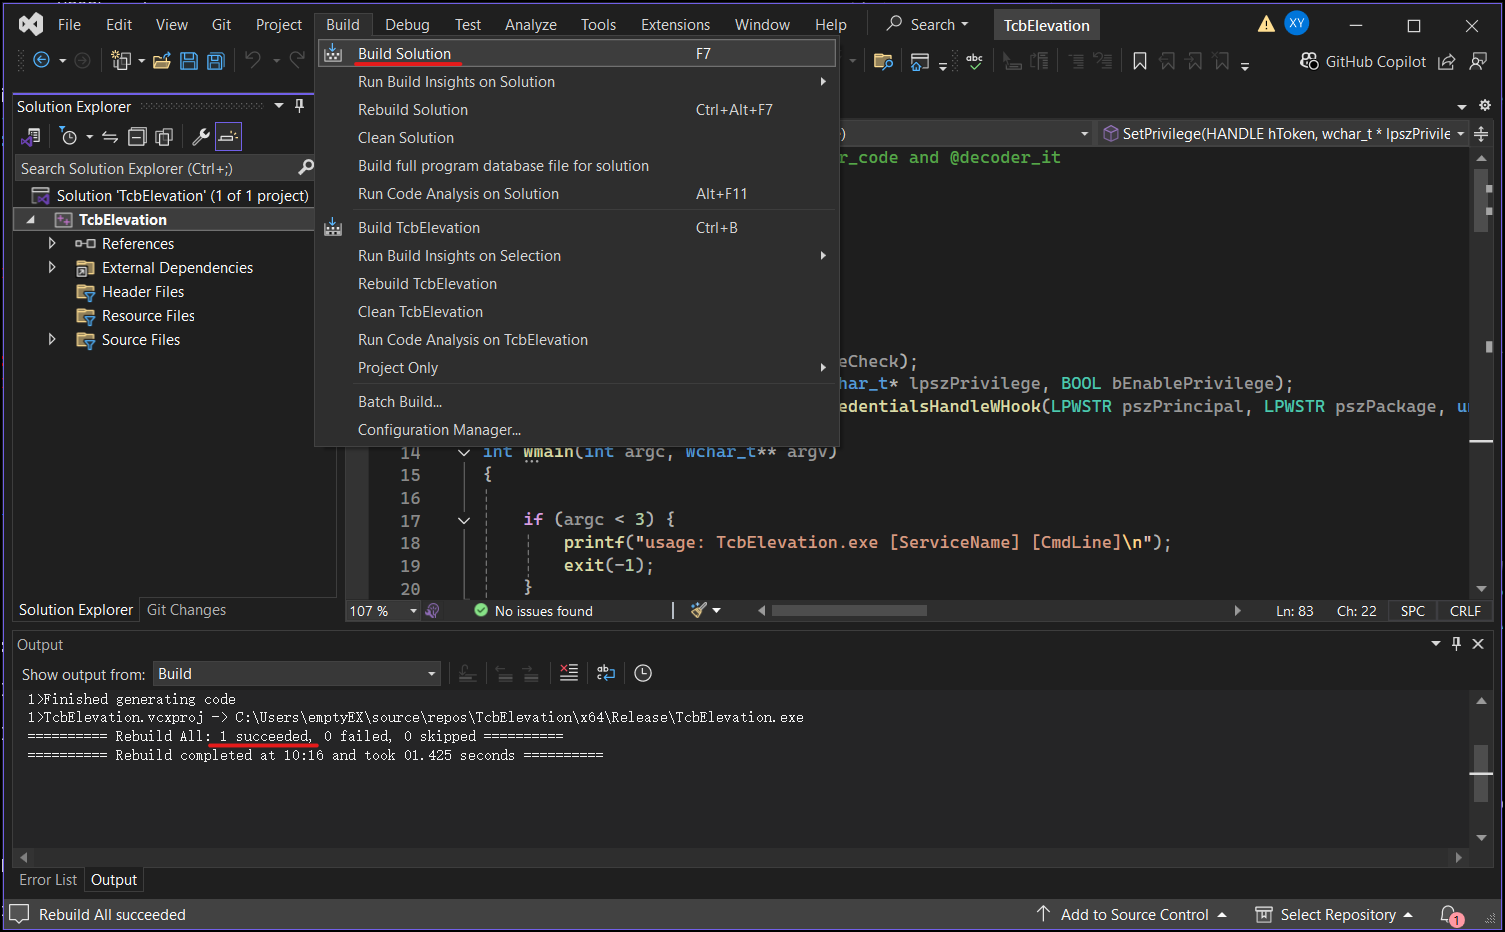 File Edit View Git Project Build Debug Test Analyze Tools Extensions Window Help Search TcbElevation XY
GitHub Copilot
Solution Explorer
Search Solution Explorer (Ctrl+;)
Solution 'TcbElevation' (1 of 1 project)
TcbElevation
References
External Dependencies
Header Files
Resource Files
Source Files
Solution Explorer Git Changes
Build Solution F7
Run Build Insights on Solution
Rebuild Solution Ctrl+Alt+F7
Clean Solution
Build full program database file for solution
Run Code Analysis on Solution Alt+F11
Build TcbElevation Ctrl+B
Run Build Insights on Selection
Rebuild TcbElevation
Clean TcbElevation
Run Code Analysis on TcbElevation
Project Only
Batch Build...
Configuration Manager...
) SetPrivilege(HANDLE hToken, wchar_t * lpszPrivile
r_code and @decoder_it
eCheck);
har_t* lpszPrivilege, BOOL bEnablePrivilege);
edentialsHandleWHook(LPWSTR pszPrincipal, LPWSTR pszPackage, u
14 int wmain(int argc, wchar_t** argv)
15 {
16
17 if (argc < 3) {
18 printf("usage: TcbElevation.exe [ServiceName] [CmdLine]\n");
19 exit(-1);
20 }
107 % No issues found Ln: 83 Ch: 22 SPC CRLF
Output
Show output from: Build
1>Finished generating code
1>TcbElevation.vcxproj -> C:\Users\emptyEX\source\repos\TcbElevation\x64\Release\TcbElevation.exe
========== Rebuild All: 1 succeeded, 0 failed, 0 skipped ==========
========== Rebuild completed at 10:16 and took 01.425 seconds ==========
Error List Output
Rebuild All succeeded Add to Source Control Select Repository 1